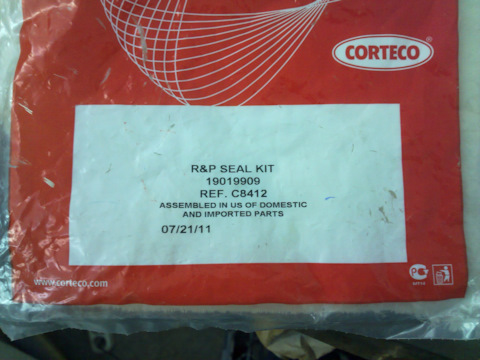 CORTECO
R&P SEAL KIT
19019909
REF. C8412
ASSEMBLED IN US OF DOMESTIC
AND IMPORTED PARTS
07/21/11
www.corteco.com